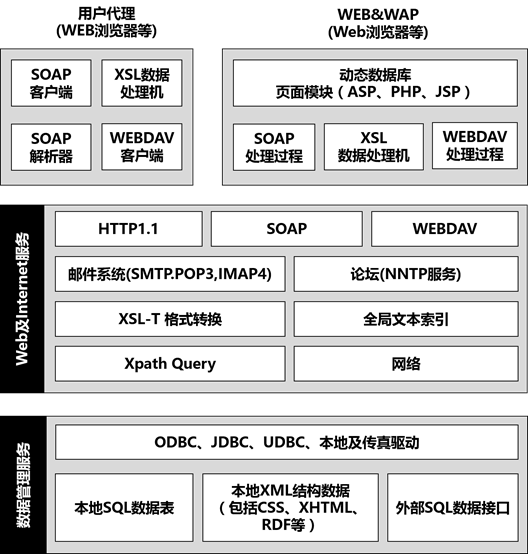 用户代理
(WEB浏览器等)
WEB&WAP
(Web浏览器等)
SOAP
客户端
XSL数据
处理机
SOAP
解析器
WEBDAV
客户端
动态数据库
页面模块（ASP、PHP、JSP）
SOAP
处理过程
XSL
数据处理机
WEBDAV
处理过程
Web及Internet服务
HTTP1.1
SOAP
WEBDAV
邮件系统(SMTP.POP3,IMAP4)
论坛(NNTP服务)
XSL-T 格式转换
全局文本索引
Xpath Query
网络
数据管理服务
ODBC、JDBC、UDBC、本地及传真驱动
本地SQL数据表
本地XML结构数据
（包括CSS、XHTML、
RDF等）
外部SQL数据接口